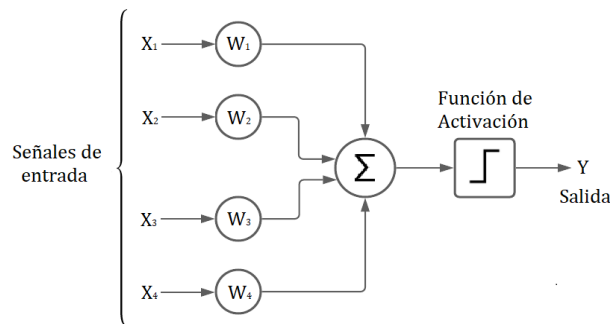 X₁
W₁
X₂
W₂
Señales de
entrada
X₃
W₃
X₄
W₄
Σ
Función de
Activación
Y
Salida